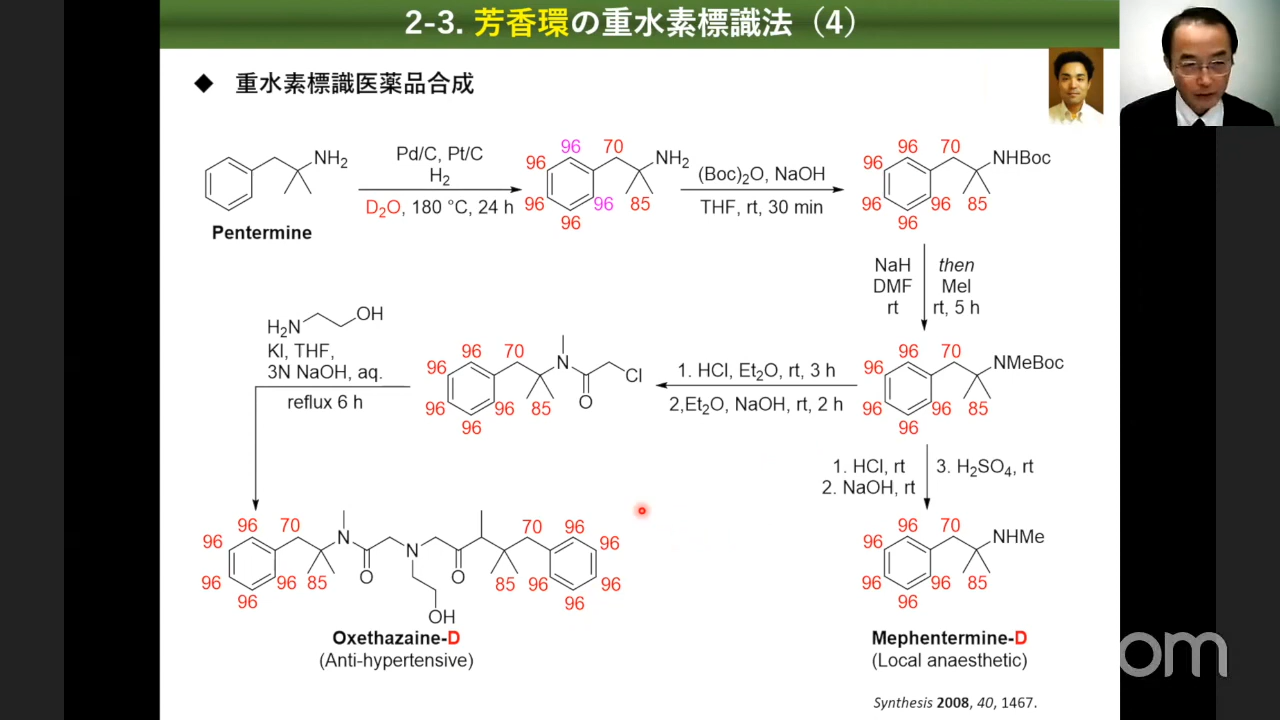 2-3. 芳香環の重水素標識法（4）
◆ 重水素標識医薬品合成
NH2
Pentermine
Pd/C, Pt/C
H2
D2O, 180 °C, 24 h
96
70
96
NH2
96
96
85
96
(Boc)2O, NaOH
THF, rt, 30 min
96
70
96
NHBoc
96
96
85
96
NaH
DMF
rt
then
MeI
rt, 5 h
96
70
96
NMeBoc
96
96
85
96
1. HCl, Et2O, rt, 3 h
2,Et2O, NaOH, rt, 2 h
96
70
96
N
O
Cl
96
96
85
96
H2N
OH
KI, THF,
3N NaOH, aq.
reflux 6 h
1. HCl, rt
2. NaOH, rt
3. H2SO4, rt
96
70
96
N
O
N
O
OH
70
96
96
96
96
85
96
85
96
96
96
Oxethazaine-D
(Anti-hypertensive)
96
70
96
NHMe
96
96
85
96
Mephentermine-D
(Local anaesthetic)
Synthesis 2008, 40, 1467.
om